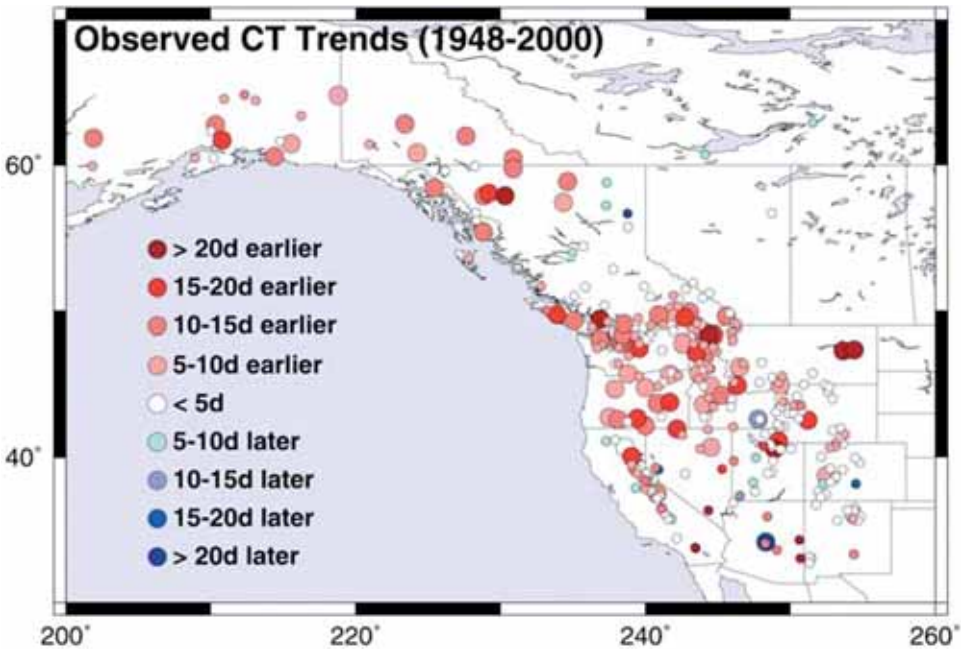 Observed CT Trends (1948-2000)
60°
> 20d earlier
15-20d earlier
10-15d earlier
5-10d earlier
< 5d
5-10d later
40°
10-15d later
15-20d later
> 20d later
200°
220°
240°
260°